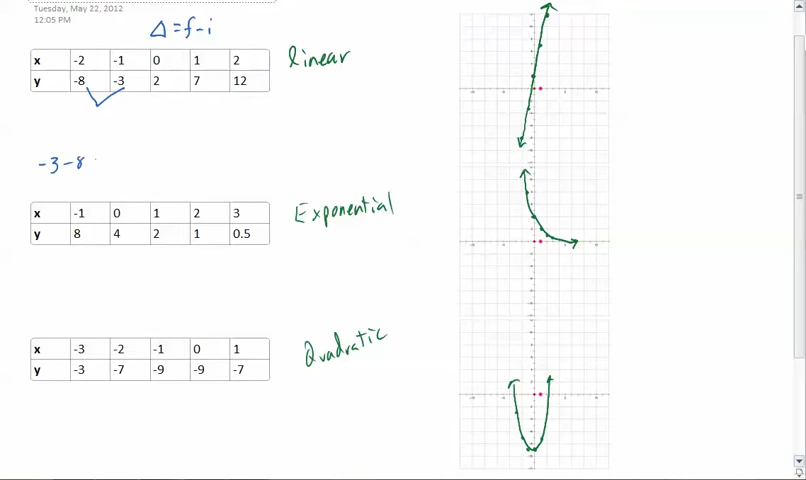 Tuesday, May 22, 2012
12:05 PM
Δ = f - i
x -2 -1 0 1 2
y -8 -3 2 7 12
linear
-3 - 8
x -1 0 1 2 3
y 8 4 2 1 0.5
Exponential
x -3 -2 -1 0 1
y -3 -7 -9 -9 -7
Quadratic